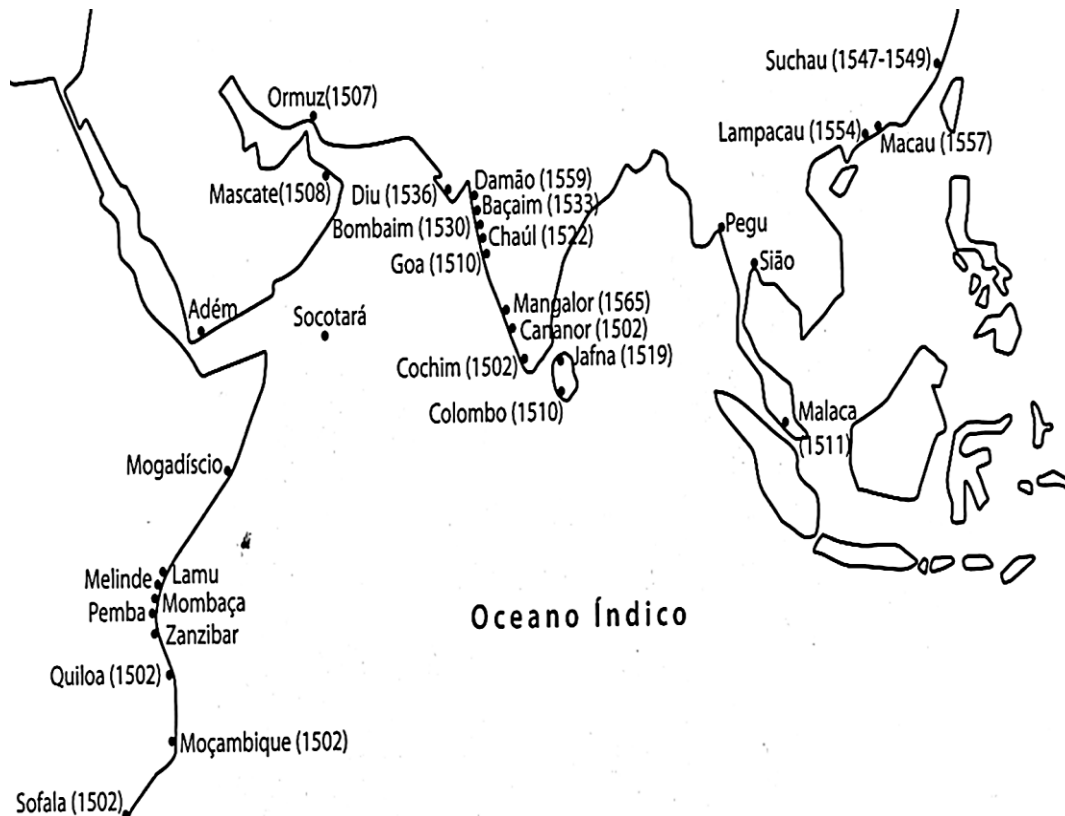 Suchau (1547-1549)
Ormuz(1507)
Lampacau (1554)
Macau (1557)
Mascate(1508)
Diu (1536)
Damão (1559)
Baçaim (1533)
Bombaim (1530)
Chaúl (1522)
Pegu
Goa (1510)
Sião
Adém
Socotará
Mangalor (1565)
Cananor (1502)
Cochim (1502)
Jafna (1519)
Colombo (1510)
Malaca
(1511)
Mogadíscio
Melinde
Lamu
Mombaça
Pemba
Zanzibar
Oceano Índico
Quiloa (1502)
Moçambique (1502)
Sofala (1502)